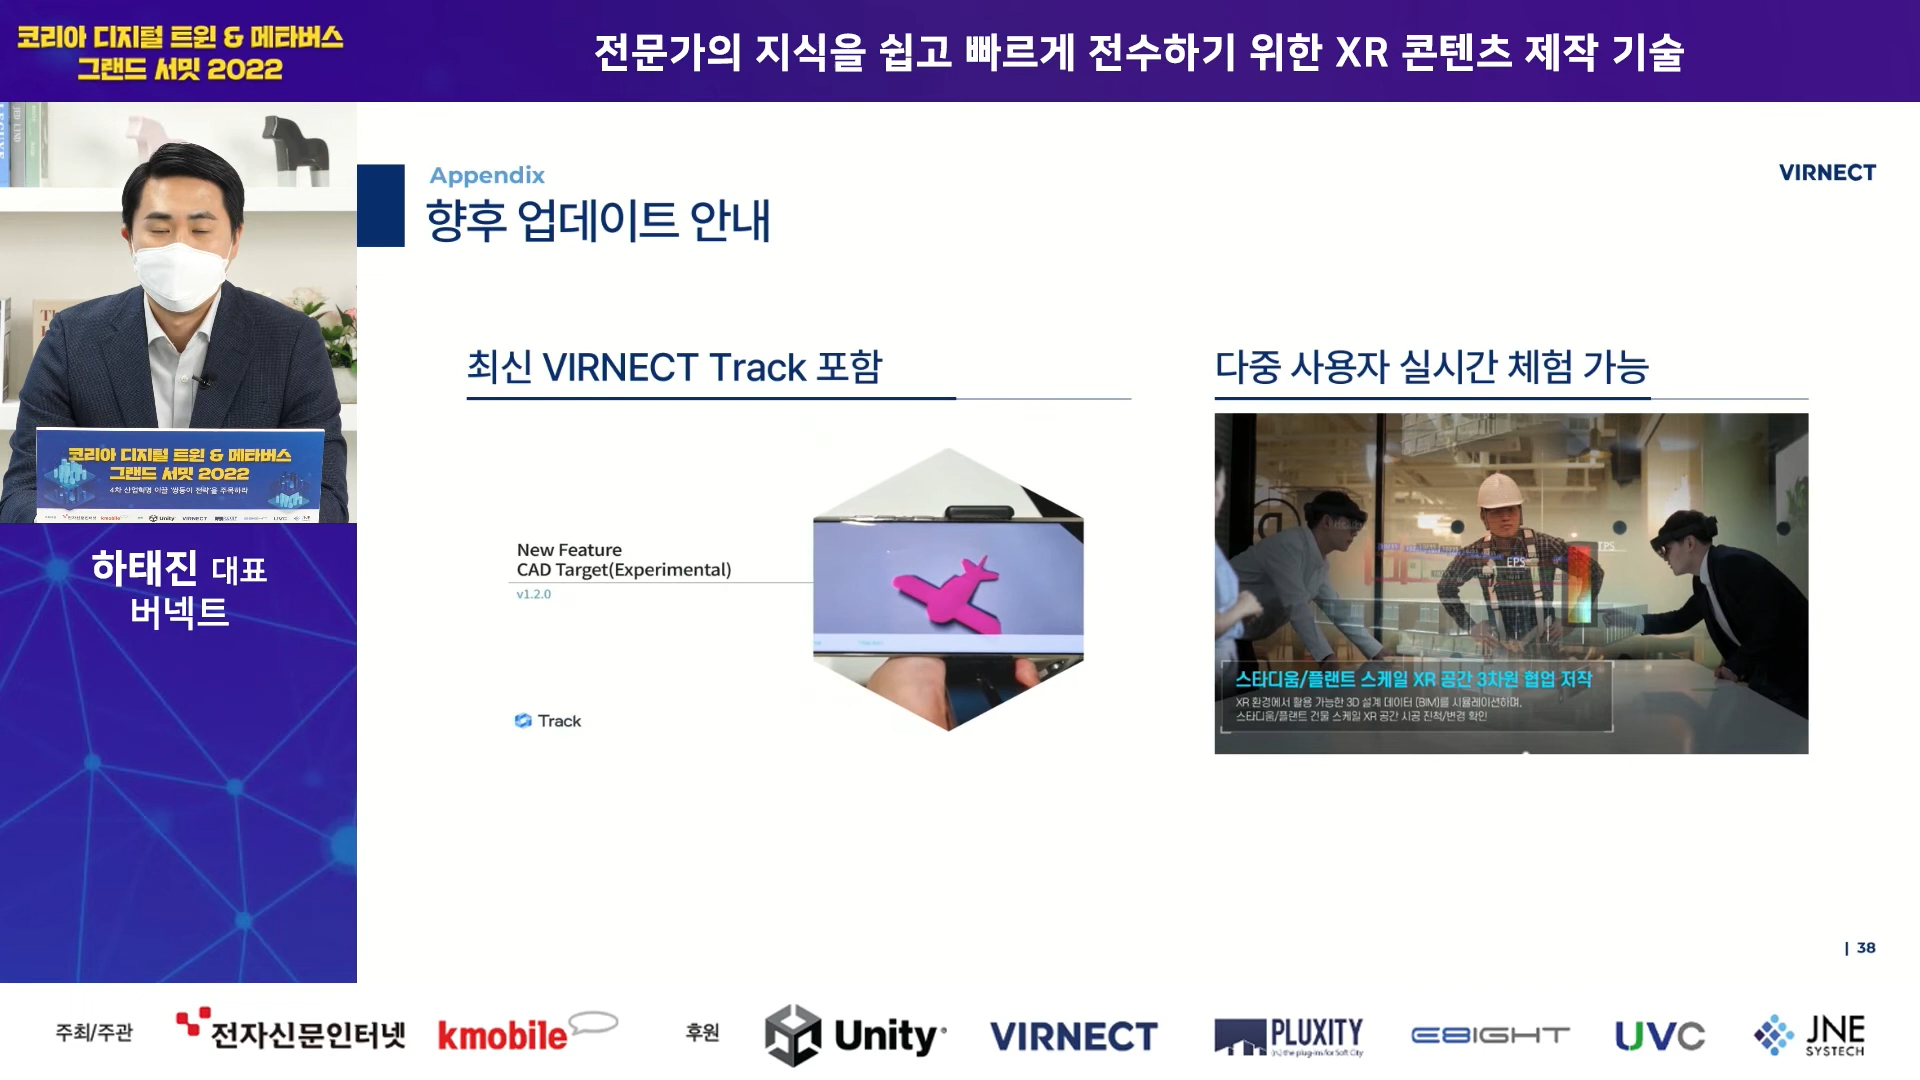 코리아 디지털 트윈 & 메타버스
그랜드 서밋 2022
전문가의 지식을 쉽고 빠르게 전수하기 위한 XR 콘텐츠 제작 기술
코리아 디지털 트윈 & 메타버스
그랜드 서밋 2022
4차 산업혁명 이끌 '쌍둥이 전략'을 주목하라
하태진 대표
버넥트
Appendix
향후 업데이트 안내
VIRNECT
최신 VIRNECT Track 포함
New Feature
CAD Target(Experimental)
v1.2.0
Track
다중 사용자 실시간 체험 가능
EPS
TPS
스타디움/플랜트 스케일 XR 공간 3차원 협업 저작
XR 환경에서 활용 가능한 3D 설계 데이터 (BIM)를 시뮬레이션하며,
스타디움/플랜트 건물 스케일 XR 공간 시공 진척/변경 확인
| 38
주최/주관 전자신문인터넷 kmobile 후원 Unity VIRNECT PLUXITY E8IGHT UVC JNE SYSTECH